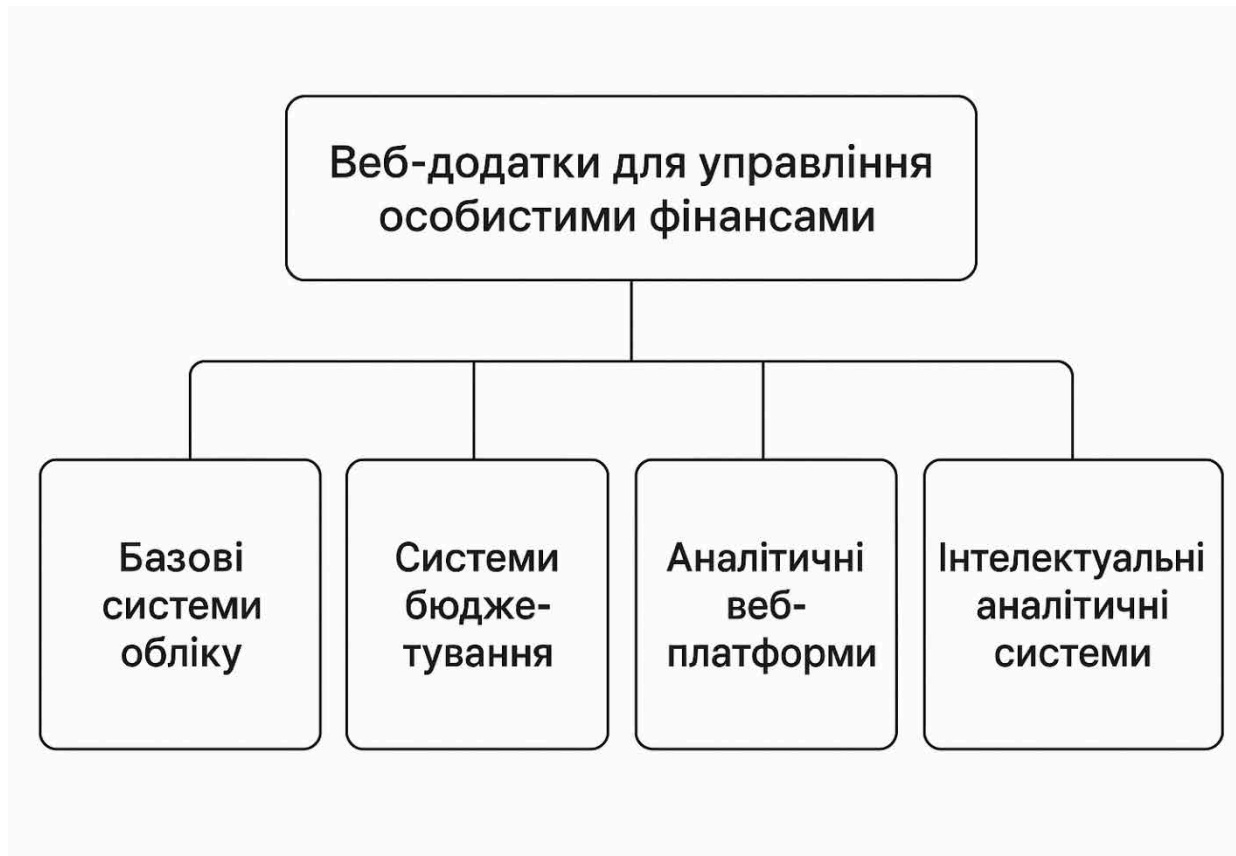 Веб-додатки для управління
особистими фінансами
Базові
системи
обліку
Системи
бюдже-
тування
Аналітичні
веб-
платформи
Інтелектуальні
аналітичні
системи